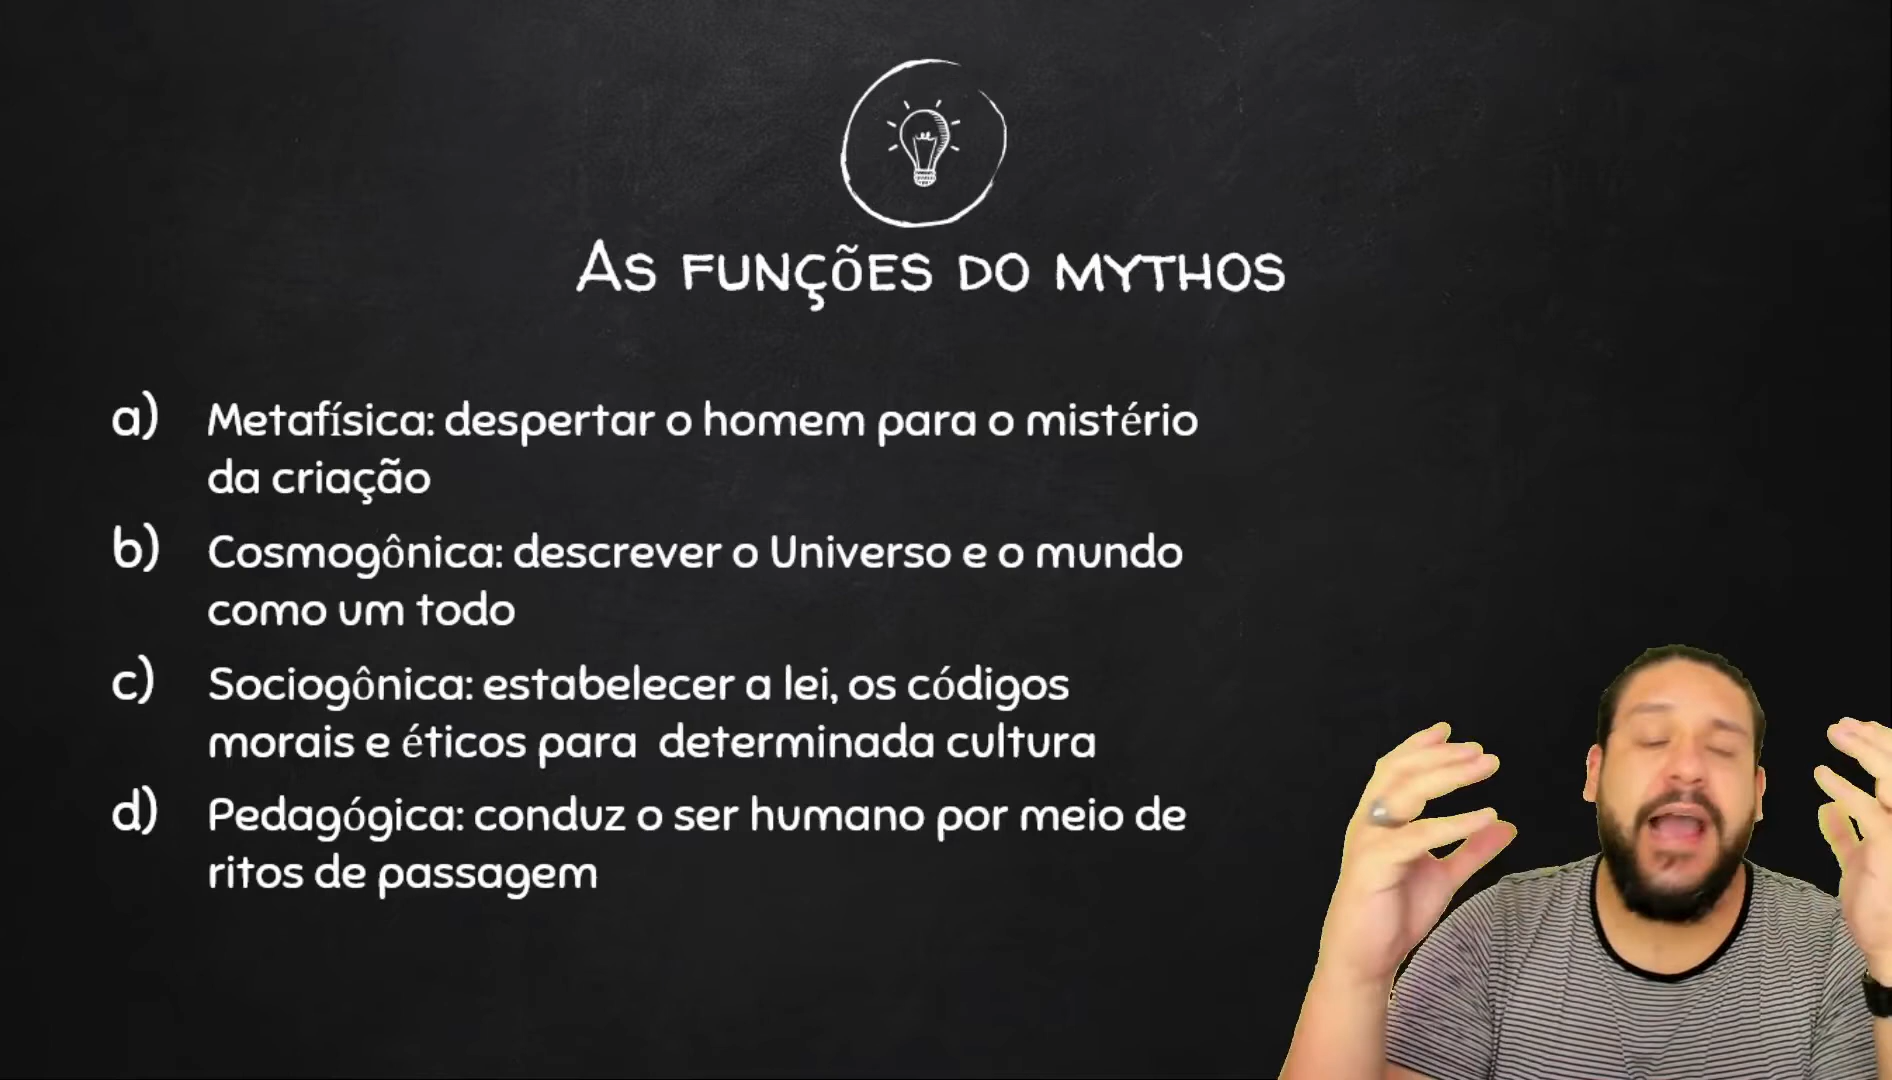 As funções do mythos
a) Metafísica: despertar o homem para o mistério
da criação
b) Cosmogônica: descrever o Universo e o mundo
como um todo
c) Sociogônica: estabelecer a lei, os códigos
morais e éticos para  determinada cultura
d) Pedagógica: conduz o ser humano por meio de
ritos de passagem